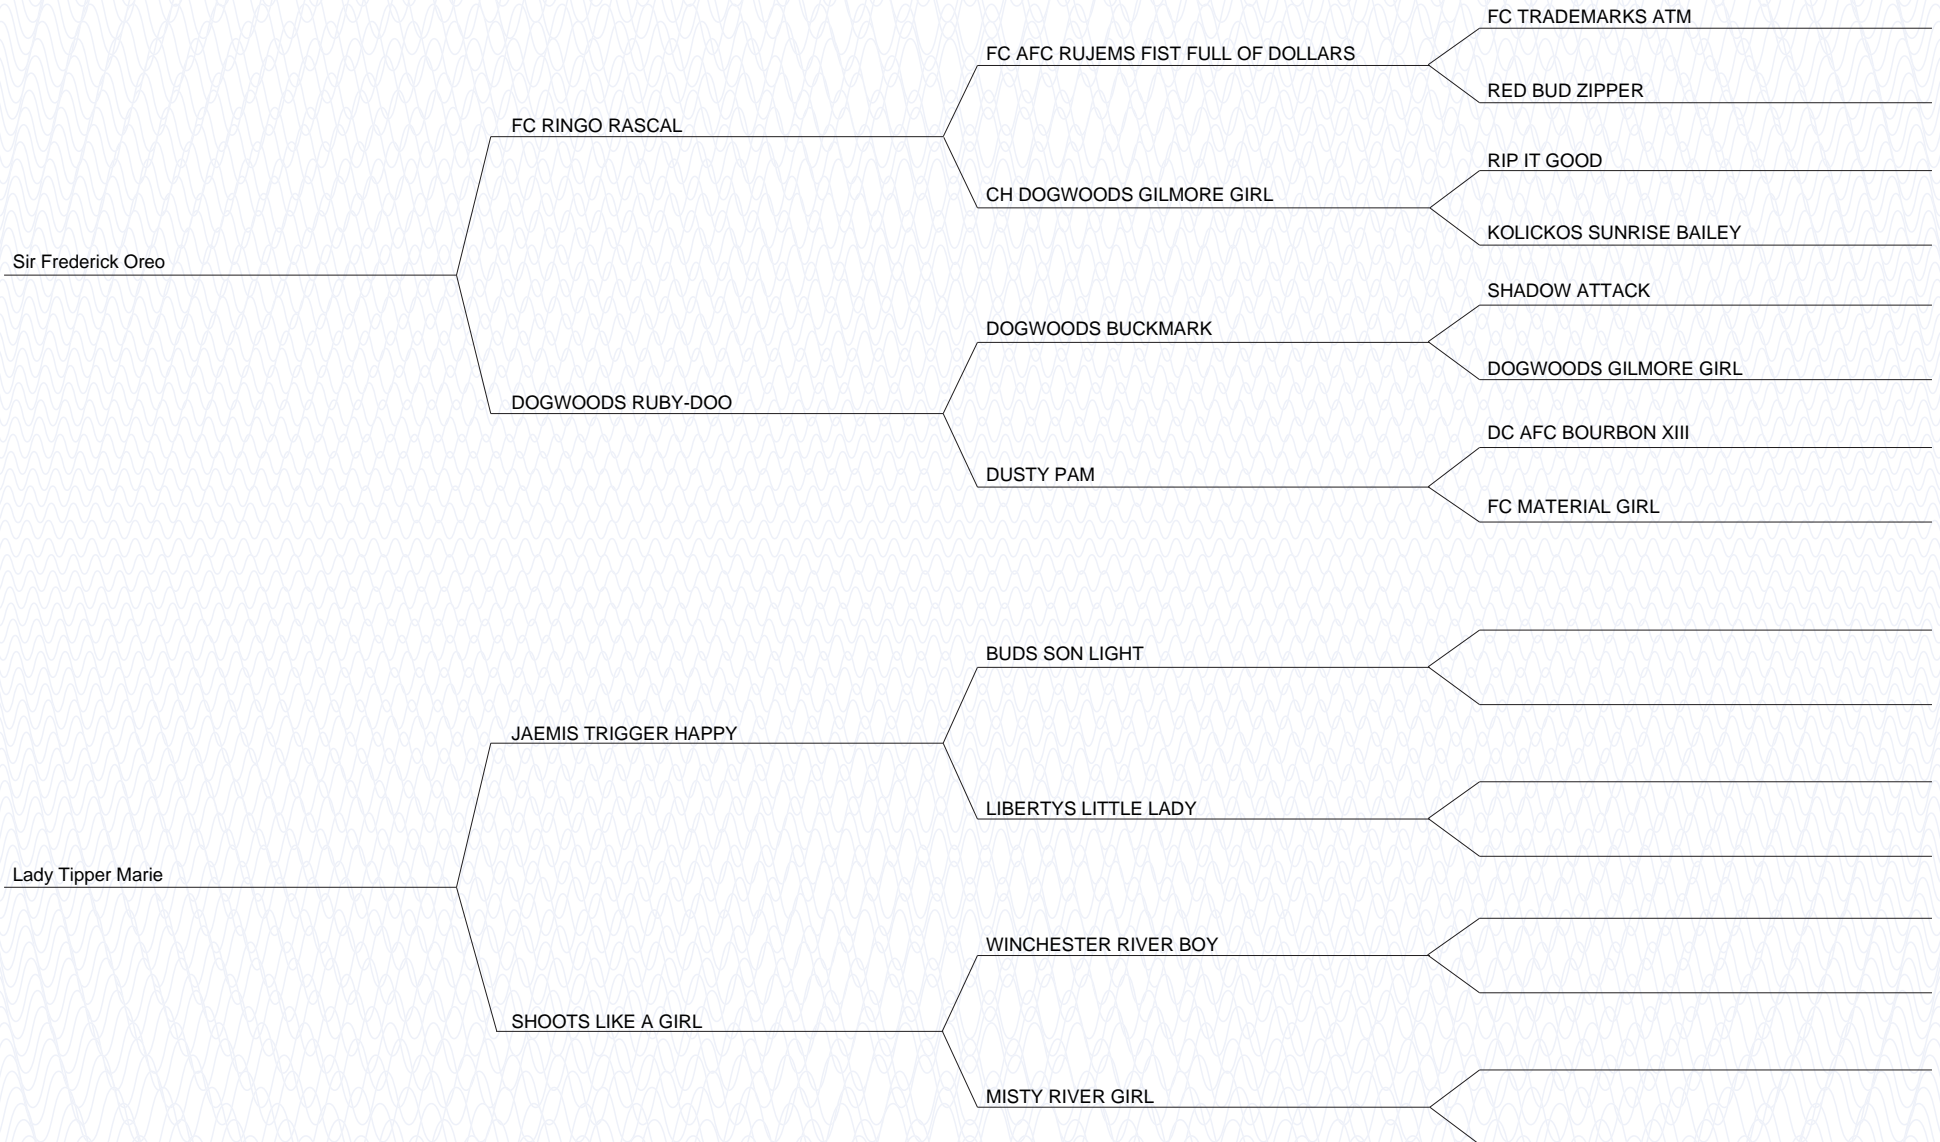 FC TRADEMARKS ATM
FC AFC RUJEMS FIST FULL OF DOLLARS
RED BUD ZIPPER
FC RINGO RASCAL
RIP IT GOOD
CH DOGWOODS GILMORE GIRL
KOLICKOS SUNRISE BAILEY
Sir Frederick Oreo
SHADOW ATTACK
DOGWOODS BUCKMARK
DOGWOODS GILMORE GIRL
DOGWOODS RUBY-DOO
DC AFC BOURBON XIII
DUSTY PAM
FC MATERIAL GIRL
BUDS SON LIGHT
JAEMIS TRIGGER HAPPY
LIBERTYS LITTLE LADY
Lady Tipper Marie
WINCHESTER RIVER BOY
SHOOTS LIKE A GIRL
MISTY RIVER GIRL